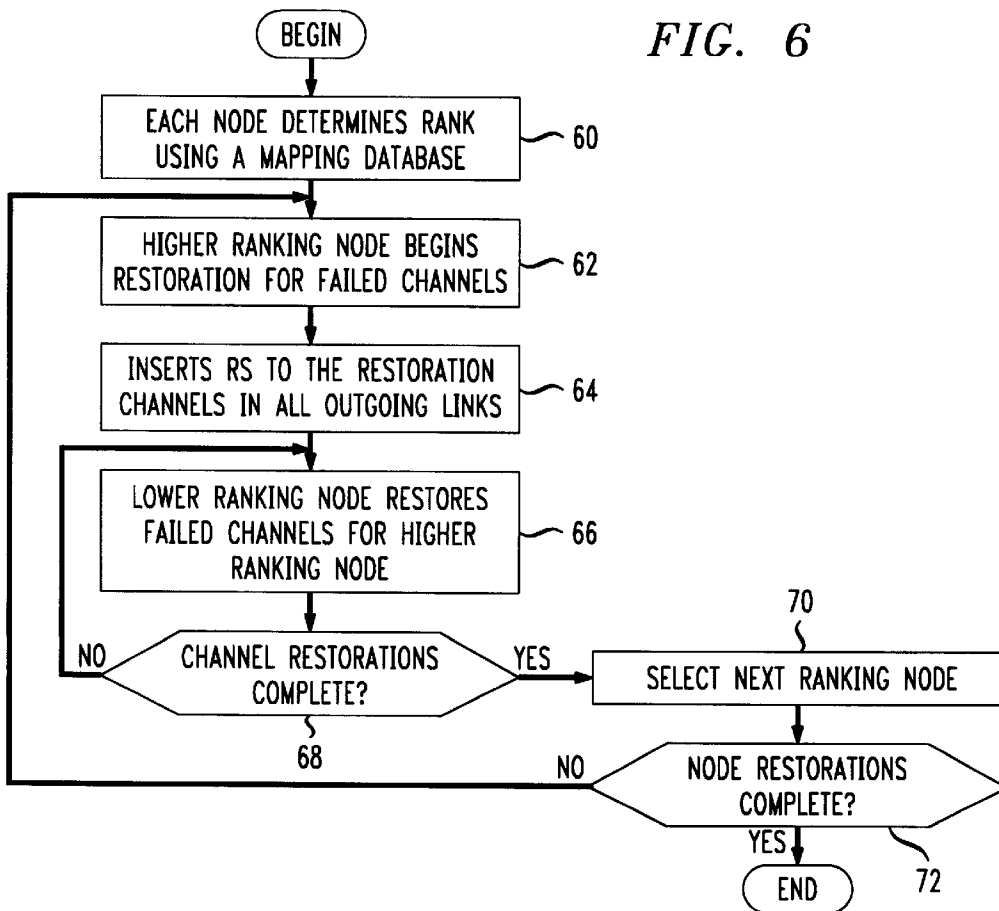 FIG. 6
BEGIN
EACH NODE DETERMINES RANK
USING A MAPPING DATABASE
60
HIGHER RANKING NODE BEGINS
RESTORATION FOR FAILED CHANNELS
62
INSERTS RS TO THE RESTORATION
CHANNELS IN ALL OUTGOING LINKS
64
LOWER RANKING NODE RESTORES
FAILED CHANNELS FOR HIGHER
RANKING NODE
66
NO
CHANNEL RESTORATIONS
COMPLETE?
YES
68
70
SELECT NEXT RANKING NODE
NO
NODE RESTORATIONS
COMPLETE?
YES
72
END